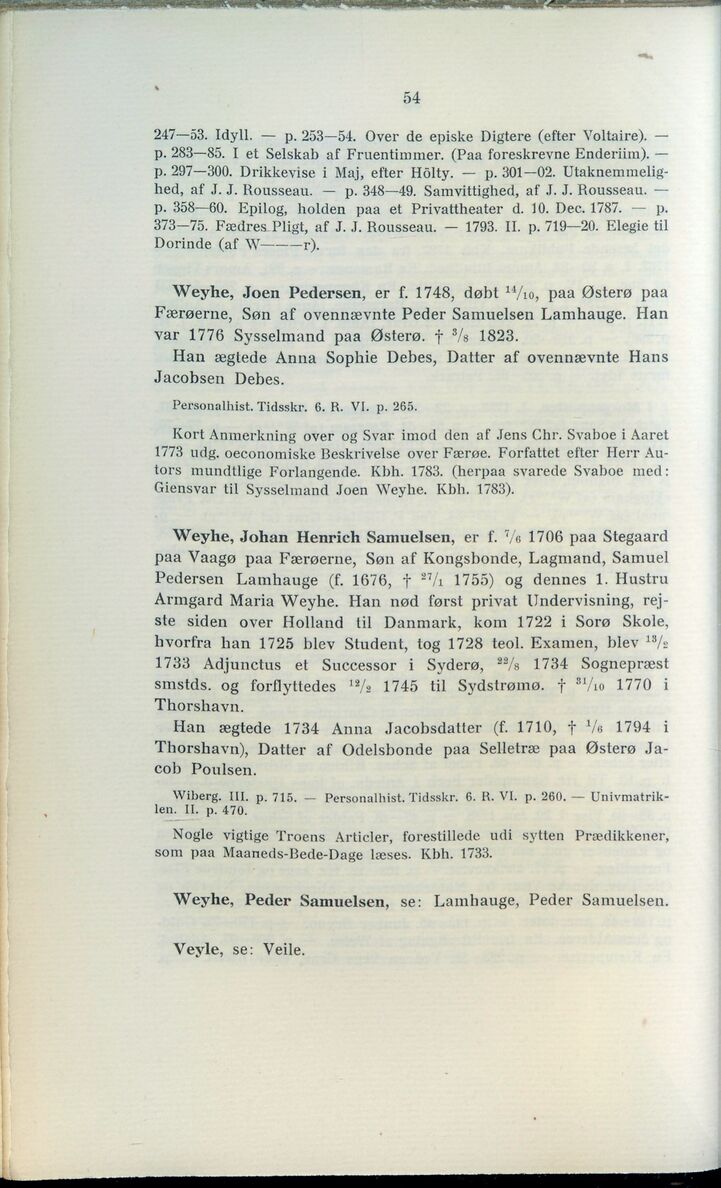 54
247—53. Idyll. — p. 253—54. Over de episke Digtere (efter Voltaire). —
p. 283—85. I et Selskab af Fruentimmer. (Paa foreskrevne Enderiim). —
p. 297—300. Drikkevise i Maj, efter Hölty. — p. 301—02. Utaknemmelig-
hed, af J. J. Rousseau. — p. 348—49. Samvittighed, af J. J. Rousseau. —
p. 358—60. Epilog, holden paa et Privattheater d. 10. Dec. 1787. — p.
373—75. Fædres Pligt, af J. J. Rousseau. — 1793. II. p. 719—20. Elegie til
Dorinde (af W———r).
Weyhe, Joen Pedersen, er f. 1748, døbt 14/10, paa Østerø paa
Færøerne, Søn af ovennævnte Peder Samuelsen Lamhauge. Han
var 1776 Sysselmand paa Østerø. † 3/8 1823.
Han ægtede Anna Sophie Debes, Datter af ovennævnte Hans
Jacobsen Debes.
Personalhist. Tidsskr. 6. R. VI. p. 265.
Kort Anmerkning over og Svar imod den af Jens Chr. Svaboe i Aaret
1773 udg. oeconomiske Beskrivelse over Færøe. Forfattet efter Herr Au-
tors mundtlige Forlangende. Kbh. 1783. (herpaa svarede Svaboe med:
Giensvar til Sysselmand Joen Weyhe. Kbh. 1783).
Weyhe, Johan Henrich Samuelsen, er f. 7/6 1706 paa Stegaard
paa Vaagø paa Færøerne, Søn af Kongsbonde, Lagmand, Samuel
Pedersen Lamhauge (f. 1676, † 27/1 1755) og dennes 1. Hustru
Armgard Maria Weyhe. Han nød først privat Undervisning, rej-
ste siden over Holland til Danmark, kom 1722 i Sorø Skole,
hvorfra han 1725 blev Student, tog 1728 teol. Examen, blev 13/2
1733 Adjunctus et Successor i Syderø, 22/8 1734 Sognepræst
smstds. og forflyttedes 12/2 1745 til Sydstrømø. † 31/10 1770 i
Thorshavn.
Han ægtede 1734 Anna Jacobsdatter (f. 1710, † 1/6 1794 i
Thorshavn), Datter af Odelsbonde paa Selletræ paa Østerø Ja-
cob Poulsen.
Wiberg. III. p. 715. — Personalhist. Tidsskr. 6. R. VI. p. 260. — Univmatrik-
len. II. p. 470.
Nogle vigtige Troens Articler, forestillede udi sytten Prædikkener,
som paa Maaneds-Bede-Dage læses. Kbh. 1733.
Weyhe, Peder Samuelsen, se: Lamhauge, Peder Samuelsen.
Veyle, se: Veile.